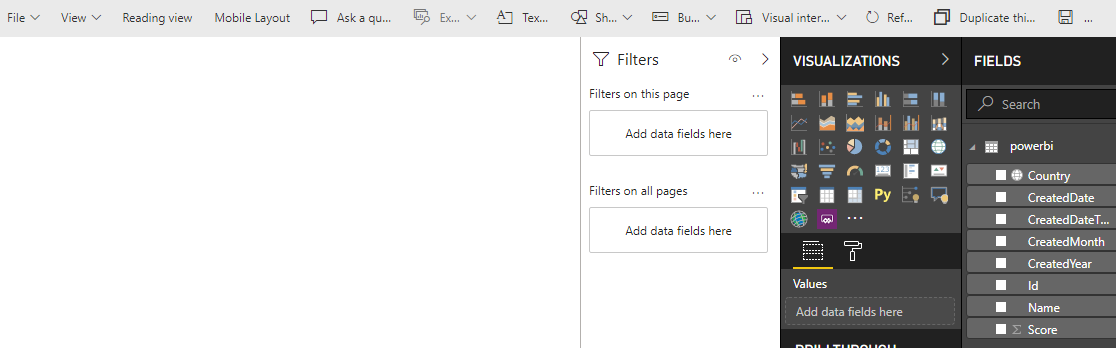 File View Reading view Mobile Layout Ask a qu... Ex... Tex... Sh... Bu... Visual inter... Ref... Duplicate thi... ...
Filters
Filters on this page ...
Add data fields here
Filters on all pages ...
Add data fields here
VISUALIZATIONS
Py
...
Values
Add data fields here
DRILLTHROUGH
FIELDS
Search
powerbi
Country
CreatedDate
CreatedDateT...
CreatedMonth
CreatedYear
Id
Name
Σ Score